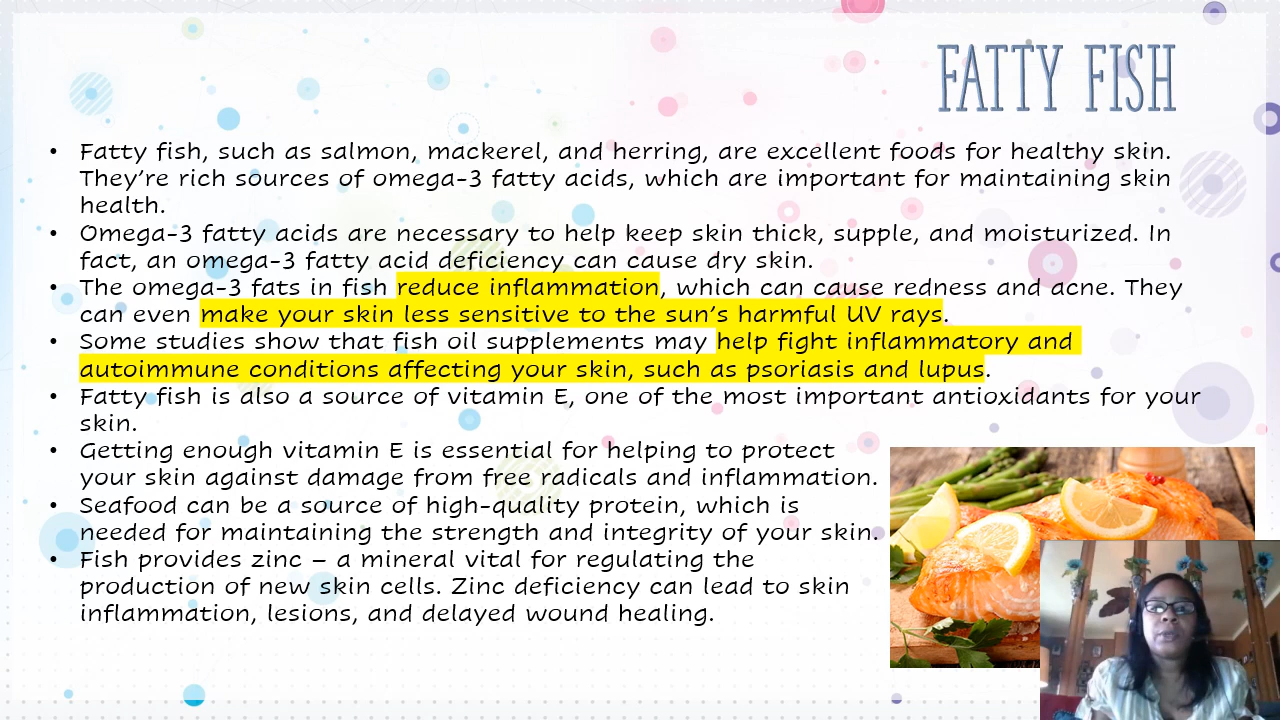 FATTY FISH
• Fatty fish, such as salmon, mackerel, and herring, are excellent foods for healthy skin.
They’re rich sources of omega-3 fatty acids, which are important for maintaining skin
health.
• Omega-3 fatty acids are necessary to help keep skin thick, supple, and moisturized. In
fact, an omega-3 fatty acid deficiency can cause dry skin.
• The omega-3 fats in fish reduce inflammation, which can cause redness and acne. They
can even make your skin less sensitive to the sun’s harmful UV rays.
• Some studies show that fish oil supplements may help fight inflammatory and
autoimmune conditions affecting your skin, such as psoriasis and lupus.
• Fatty fish is also a source of vitamin E, one of the most important antioxidants for your
skin.
• Getting enough vitamin E is essential for helping to protect
your skin against damage from free radicals and inflammation.
• Seafood can be a source of high-quality protein, which is
needed for maintaining the strength and integrity of your skin.
• Fish provides zinc – a mineral vital for regulating the
production of new skin cells. Zinc deficiency can lead to skin
inflammation, lesions, and delayed wound healing.